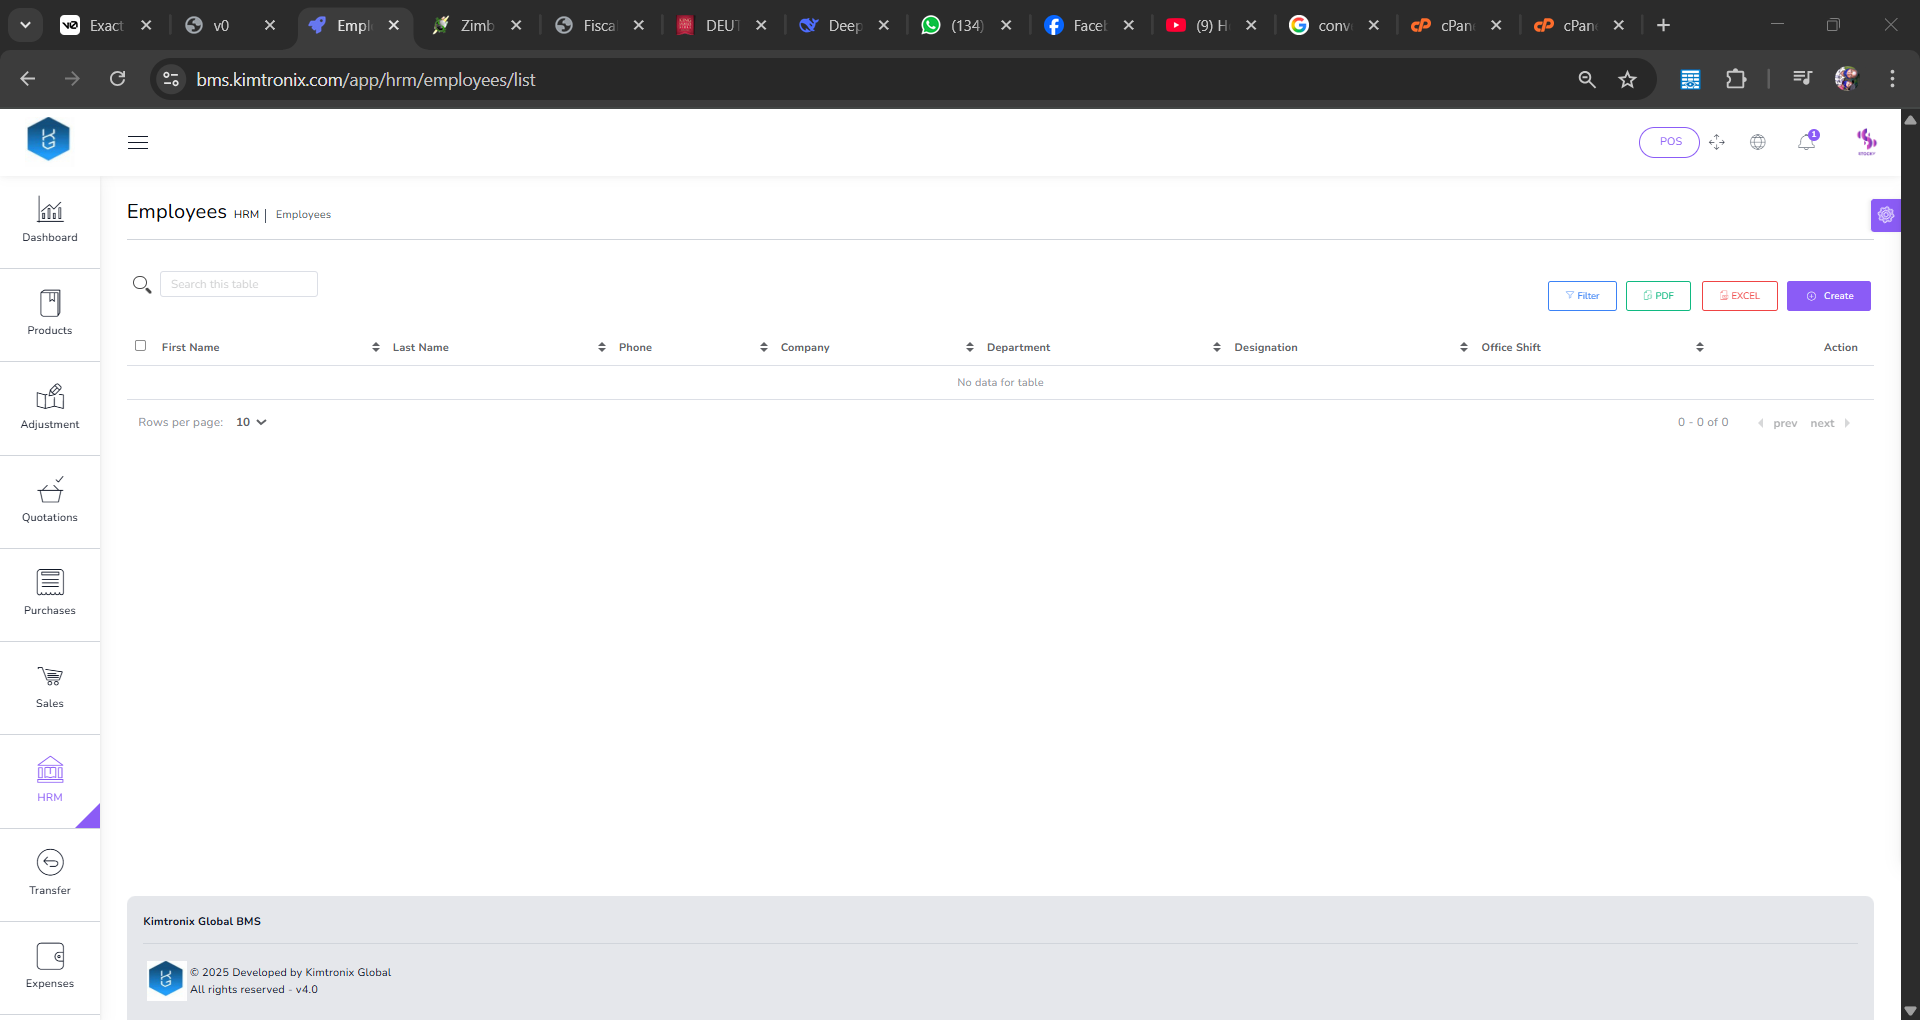 Exact
v0
Empl
Zimb
Fisca
DEUT
Deep
(134)
Faceb
(9) H
conv
cPan
cPan
bms.kimtronix.com/app/hrm/employees/list
POS
1
Dashboard
Products
Adjustment
Quotations
Purchases
Sales
HRM
Transfer
Expenses
Employees HRM | Employees
Search this table
Filter PDF EXCEL Create
First Name Last Name Phone Company Department Designation Office Shift Action
No data for table
Rows per page: 10 0 - 0 of 0 prev next
Kimtronix Global BMS
© 2025 Developed by Kimtronix Global
All rights reserved - v4.0